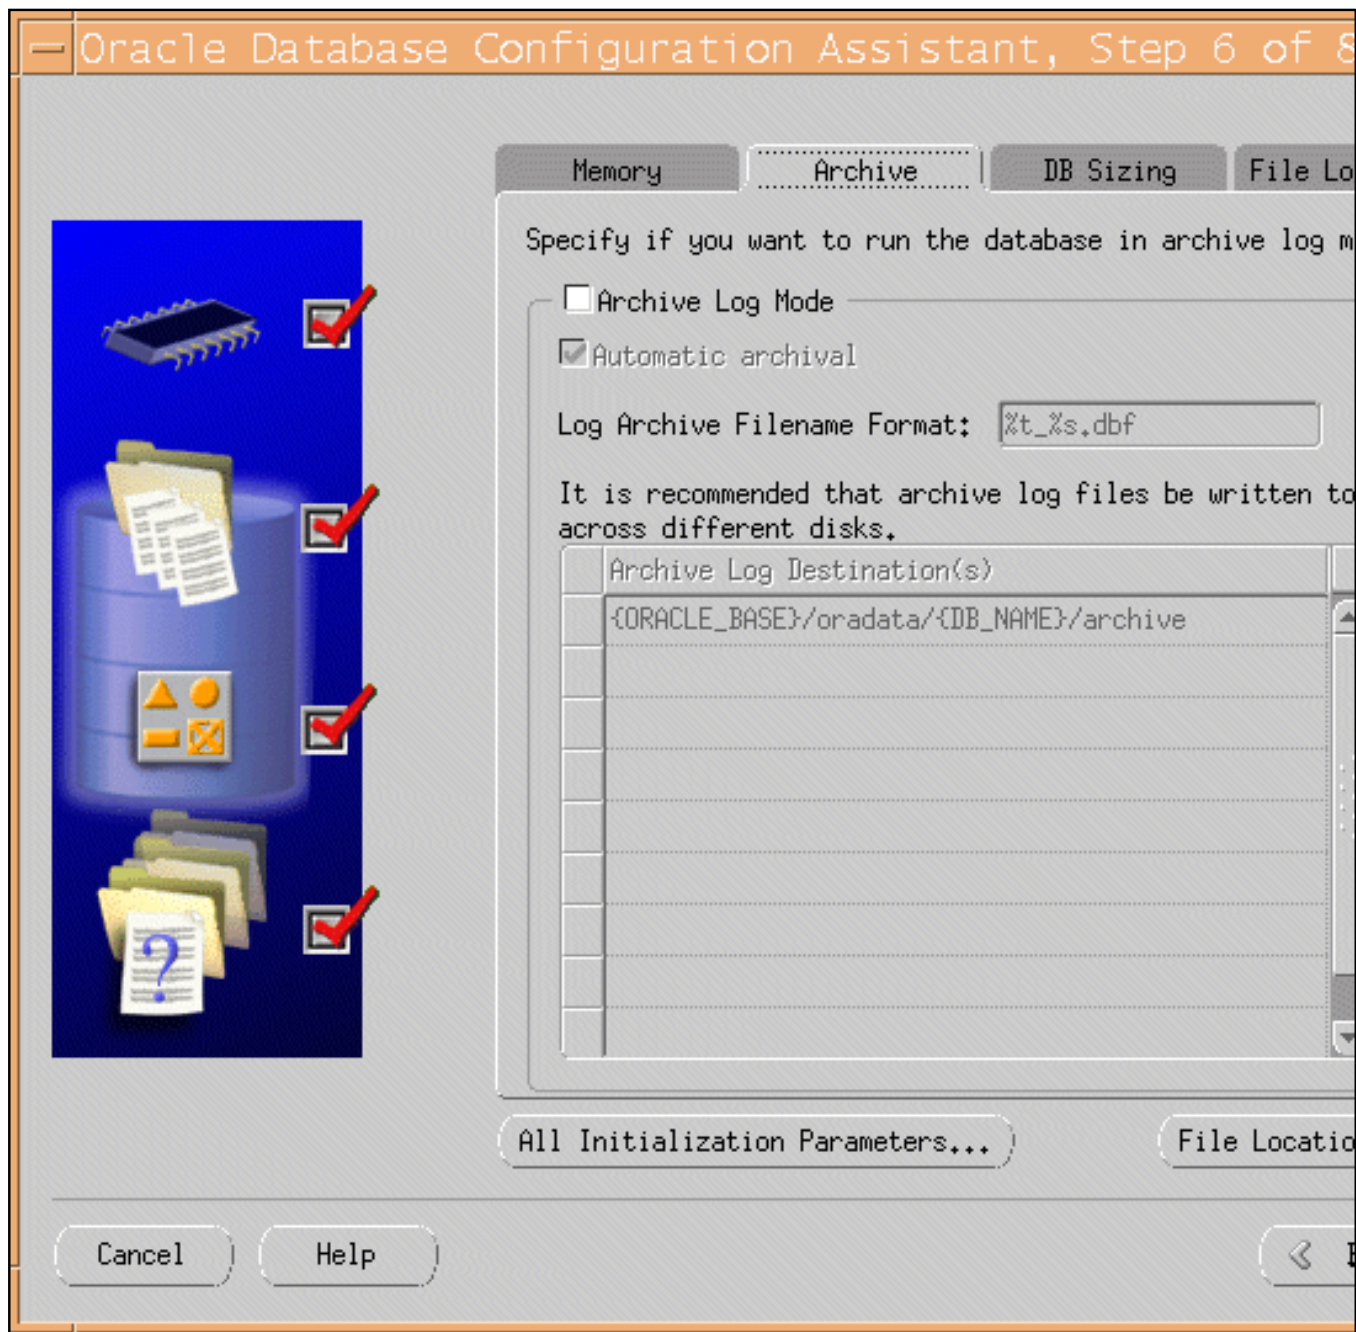 Oracle Database Configuration Assistant, Step 6 of 8
Memory Archive DB Sizing File Lo
Specify if you want to run the database in archive log m
Archive Log Mode
Automatic archival
Log Archive Filename Format: %t_%s.dbf
It is recommended that archive log files be written to
across different disks.
Archive Log Destination(s)
{ORACLE_BASE}/oradata/{DB_NAME}/archive
?
All Initialization Parameters... File Locatio
Cancel Help